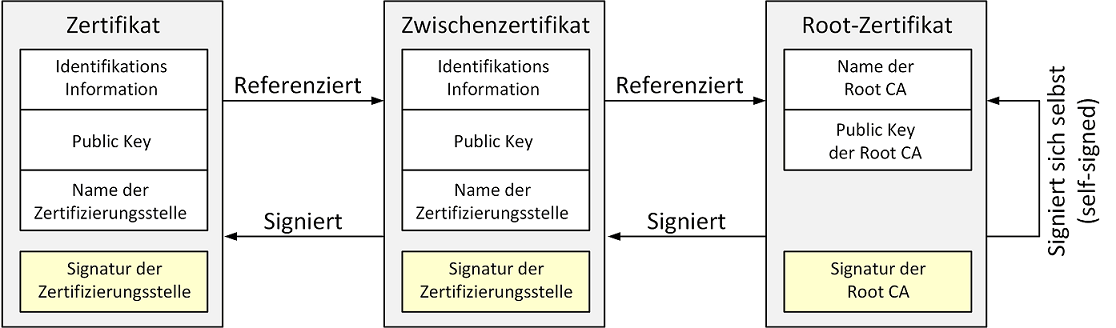 Zertifikat
Identifikations
Information
Public Key
Name der
Zertifizierungsstelle
Signatur der
Zertifizierungsstelle
Referenziert
Signiert
Zwischenzertifikat
Identifikations
Information
Public Key
Name der
Zertifizierungsstelle
Signatur der
Zertifizierungsstelle
Referenziert
Signiert
Root-Zertifikat
Name der
Root CA
Public Key
der Root CA
Signatur der
Root CA
Signiert sich selbst
(self-signed)